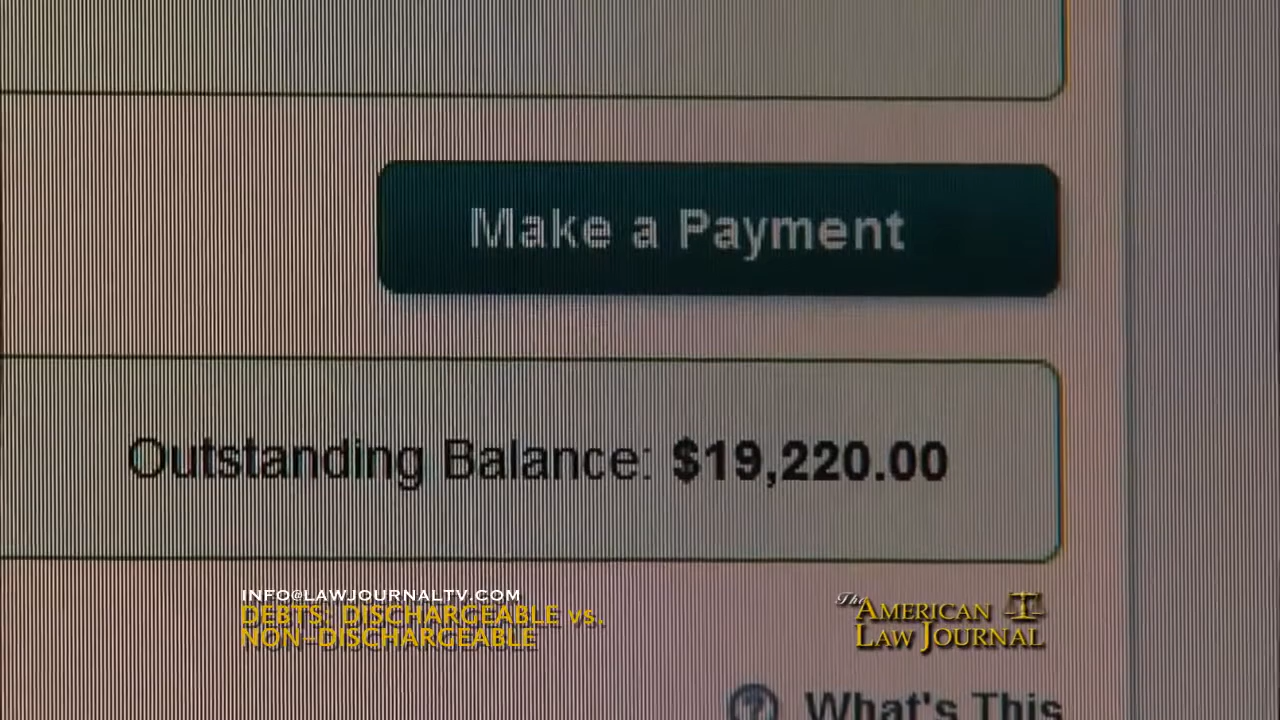 Make a Payment
Outstanding Balance: $19,220.00
INFO@LAWJOURNALTV.COM
DEBTS: DISCHARGEABLE vs.
NON-DISCHARGEABLE
The
AMERICAN
LAW JOURNAL
What's This